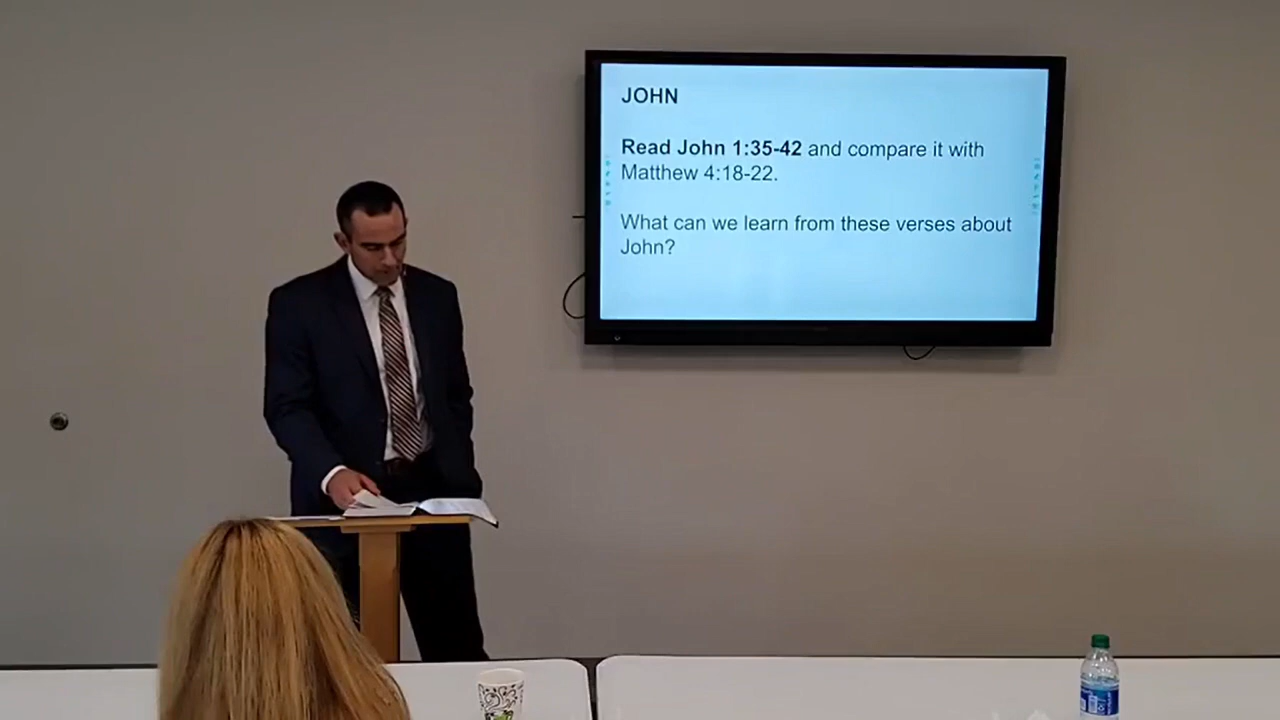 JOHN
Read John 1:35-42 and compare it with
Matthew 4:18-22.
What can we learn from these verses about
John?